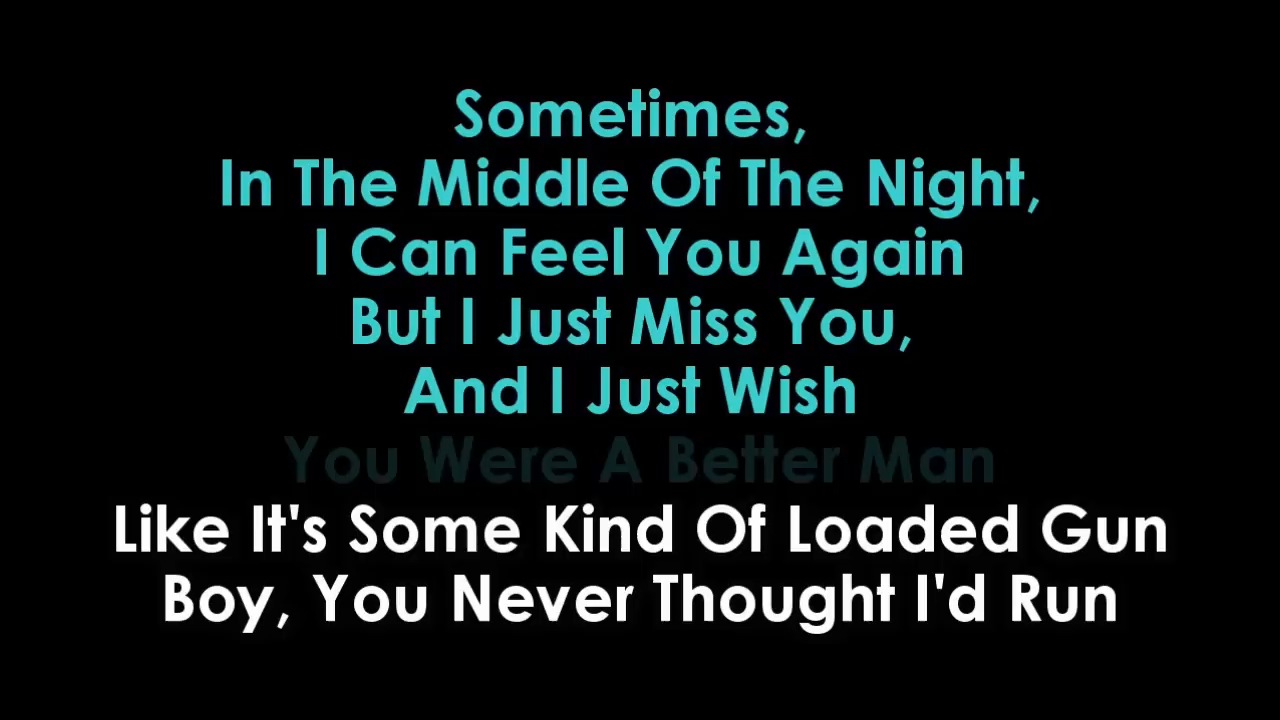 Sometimes,
In The Middle Of The Night,
I Can Feel You Again
But I Just Miss You,
And I Just Wish
You Were A Better Man
Like It's Some Kind Of Loaded Gun
Boy, You Never Thought I'd Run